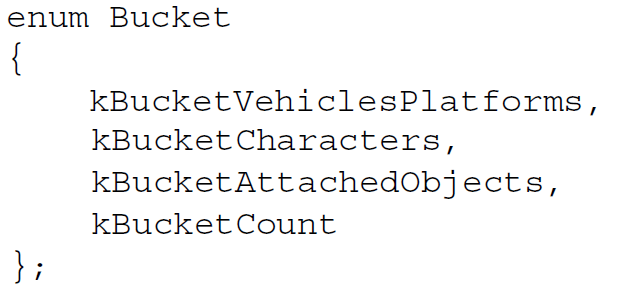 enum Bucket
{
    kBucketVehiclesPlatforms,
    kBucketCharacters,
    kBucketAttachedObjects,
    kBucketCount
};